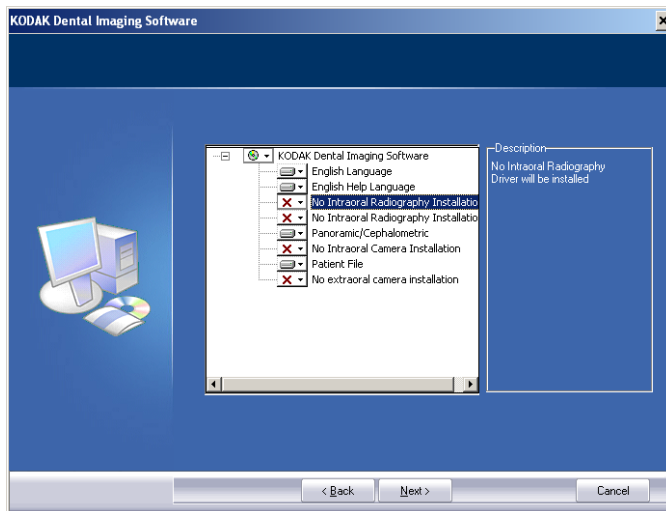 KODAK Dental Imaging Software
KODAK Dental Imaging Software
English Language
English Help Language
No Intraoral Radiography Installatio
No Intraoral Radiography Installatio
Panoramic/Cephalometric
No Intraoral Camera Installation
Patient File
No extraoral camera installation
Description
No Intraoral Radiography
Driver will be installed
< Back
Next >
Cancel